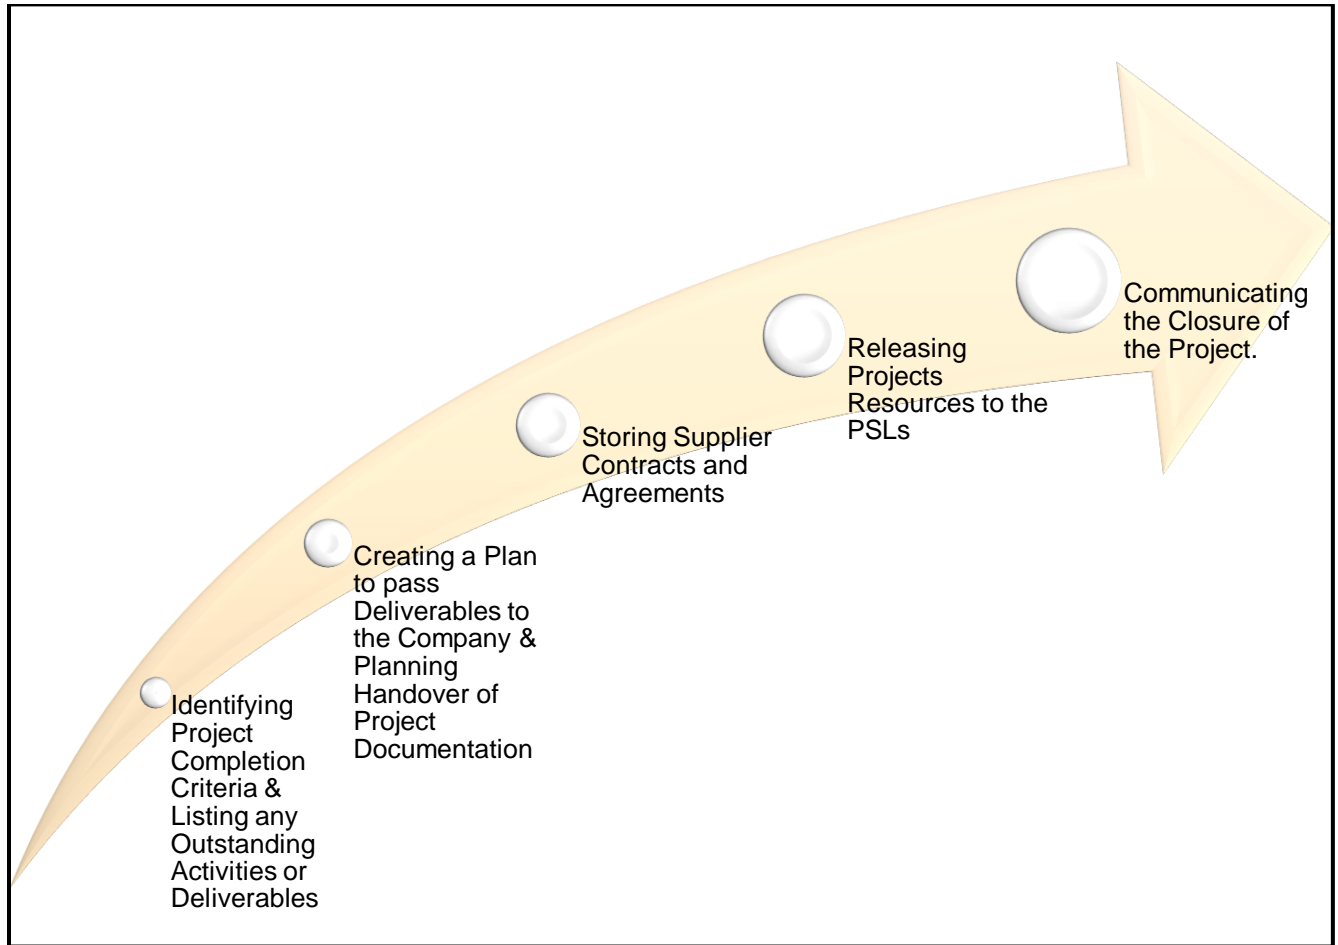 Identifying
Project
Completion
Criteria &
Listing any
Outstanding
Activities or
Deliverables
Creating a Plan
to pass
Deliverables to
the Company &
Planning
Handover of
Project
Documentation
Storing Supplier
Contracts and
Agreements
Releasing
Projects
Resources to the
PSLs
Communicating
the Closure of
the Project.